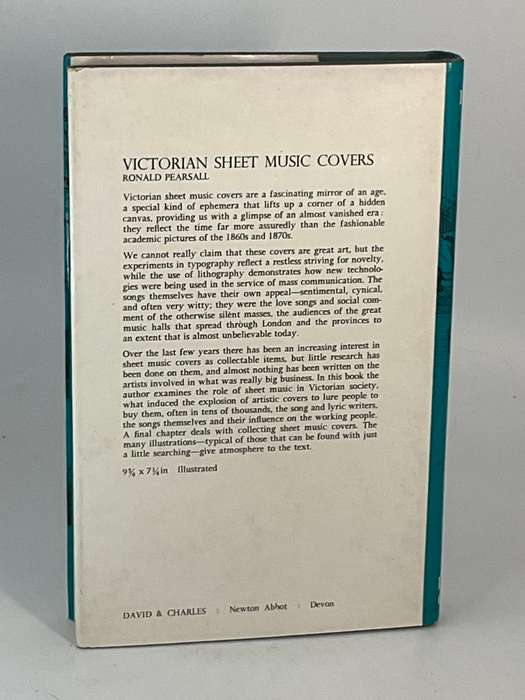 VICTORIAN SHEET MUSIC COVERS
RONALD PEARSALL
Victorian sheet music covers are a fascinating mirror of an age,
a special kind of ephemera that lifts up a corner of a hidden
canvas, providing us with a glimpse of an almost vanished era:
they reflect the time far more assuredly than the fashionable
academic pictures of the 1860s and 1870s.
We cannot really claim that these covers are great art, but the
experiments in typography reflect a restless striving for novelty,
while the use of lithography demonstrates how new technolo-
gies were being used in the service of mass communication. The
songs themselves have their own appeal—sentimental, cynical,
and often very witty; they were the love songs and social com-
ment of the otherwise silent masses, the audiences of the great
music halls that spread through London and the provinces to
an extent that is almost unbelievable today.
Over the last few years there has been an increasing interest in
sheet music covers as collectable items, but little research has
been done on them, and almost nothing has been written on the
artists involved in what was really big business. In this book the
author examines the role of sheet music in Victorian society,
what induced the explosion of artistic covers to lure people to
buy them, often in tens of thousands, the song and lyric writers,
the songs themselves and their influence on the working people.
A final chapter deals with collecting sheet music covers. The
many illustrations—typical of those that can be found with just
a little searching—give atmosphere to the text.
9¾ x 7¼in Illustrated
DAVID & CHARLES : Newton Abbot : Devon